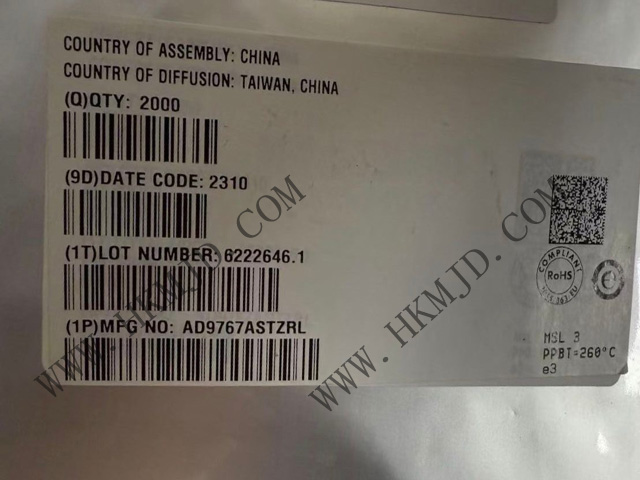 COUNTRY OF ASSEMBLY: CHINA
COUNTRY OF DIFFUSION: TAIWAN, CHINA
(Q)QTY: 2000
(9D)DATE CODE: 2310
(1T)LOT NUMBER: 6222646.1
(1P)MFG NO: AD9767ASTZRL
COMPLIANT
RoHS
MSL 3
PPBT=260°C
e3
WWW.HKMJD.COM
WWW.HKMJD.COM